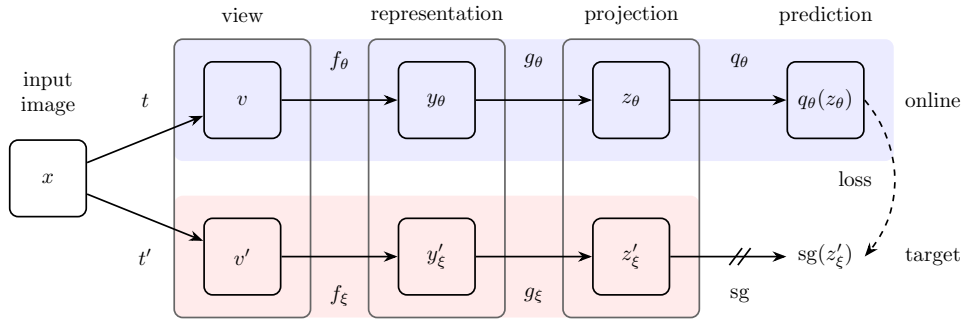 view
representation
projection
prediction
input
image
t
f_θ
g_θ
q_θ
v
y_θ
z_θ
q_θ(z_θ)
online
x
loss
t′
v′
y′_ξ
z′_ξ
sg(z′_ξ)
target
f_ξ
g_ξ
sg